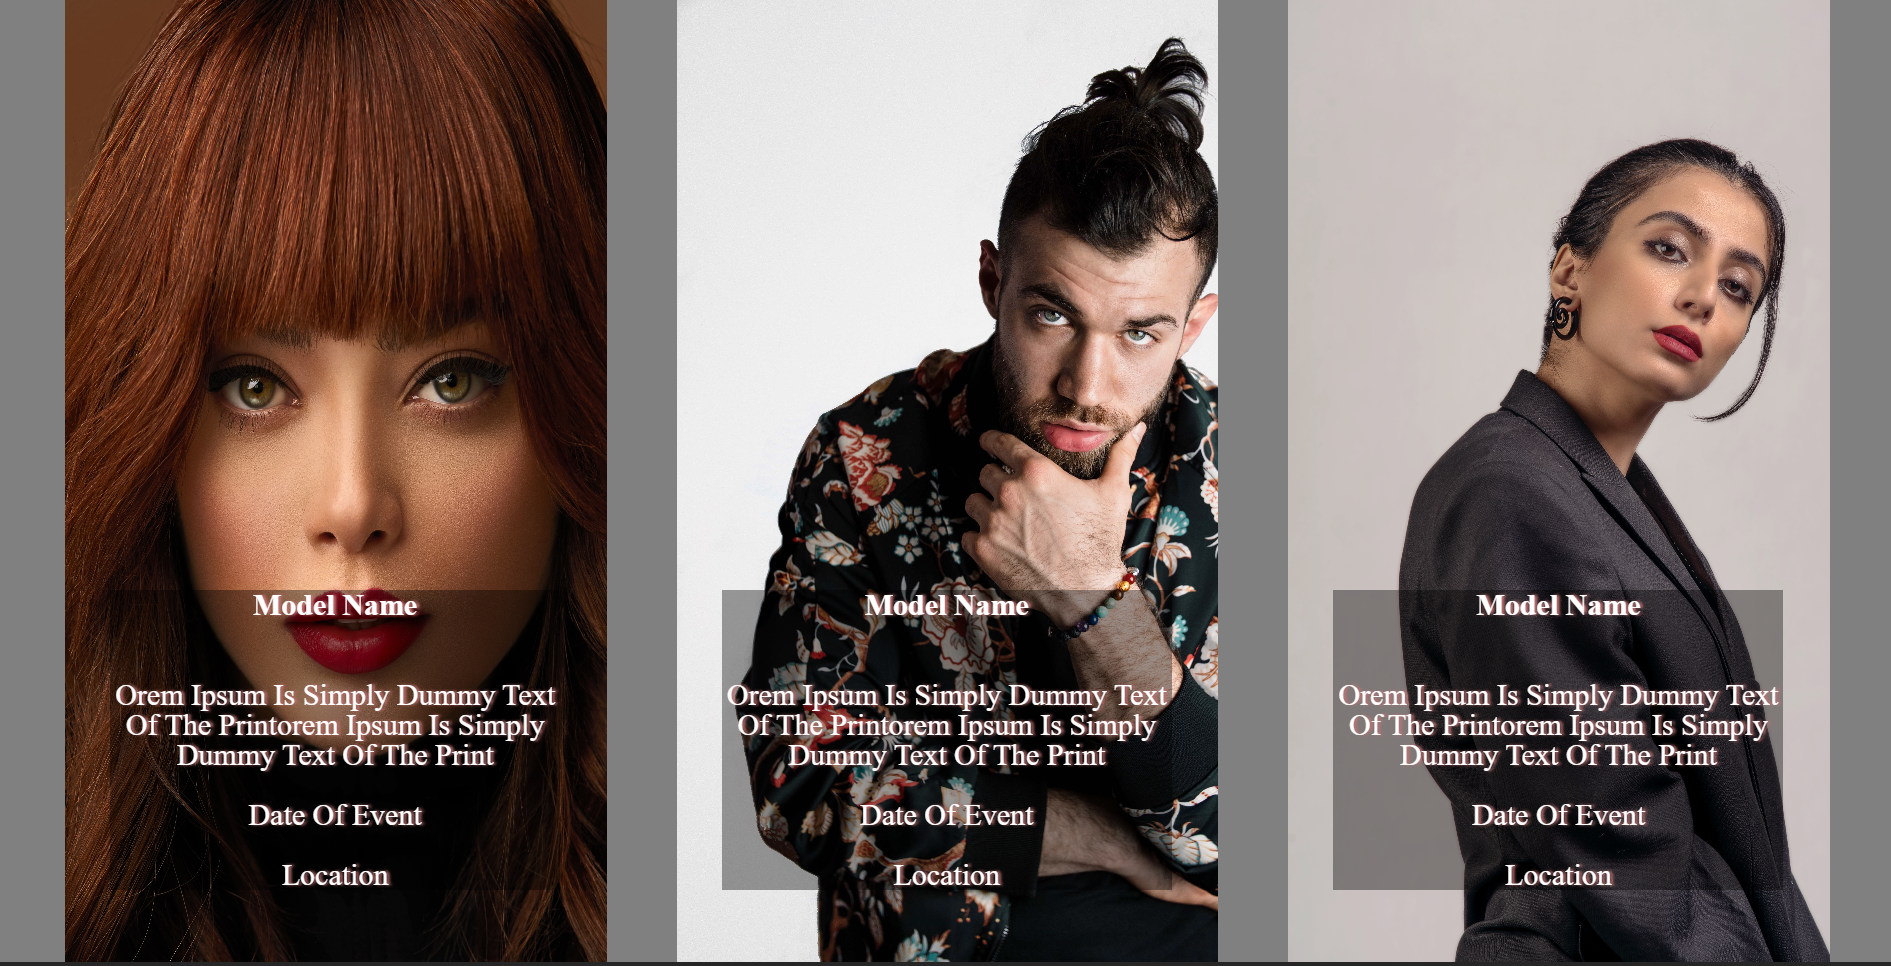 Model Name
Orem Ipsum Is Simply Dummy Text
Of The Printorem Ipsum Is Simply
Dummy Text Of The Print
Date Of Event
Location
Model Name
Orem Ipsum Is Simply Dummy Text
Of The Printorem Ipsum Is Simply
Dummy Text Of The Print
Date Of Event
Location
Model Name
Orem Ipsum Is Simply Dummy Text
Of The Printorem Ipsum Is Simply
Dummy Text Of The Print
Date Of Event
Location